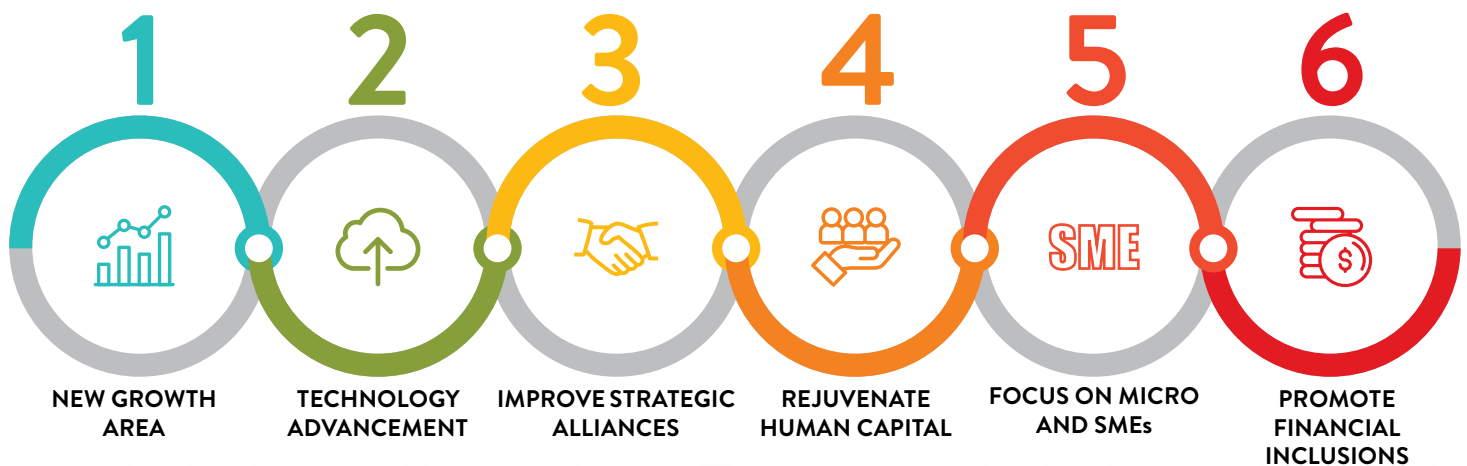 1
2
3
4
5
6
SME
$
NEW GROWTH
AREA
TECHNOLOGY
ADVANCEMENT
IMPROVE STRATEGIC
ALLIANCES
REJUVENATE
HUMAN CAPITAL
FOCUS ON MICRO
AND SMEs
PROMOTE
FINANCIAL
INCLUSIONS